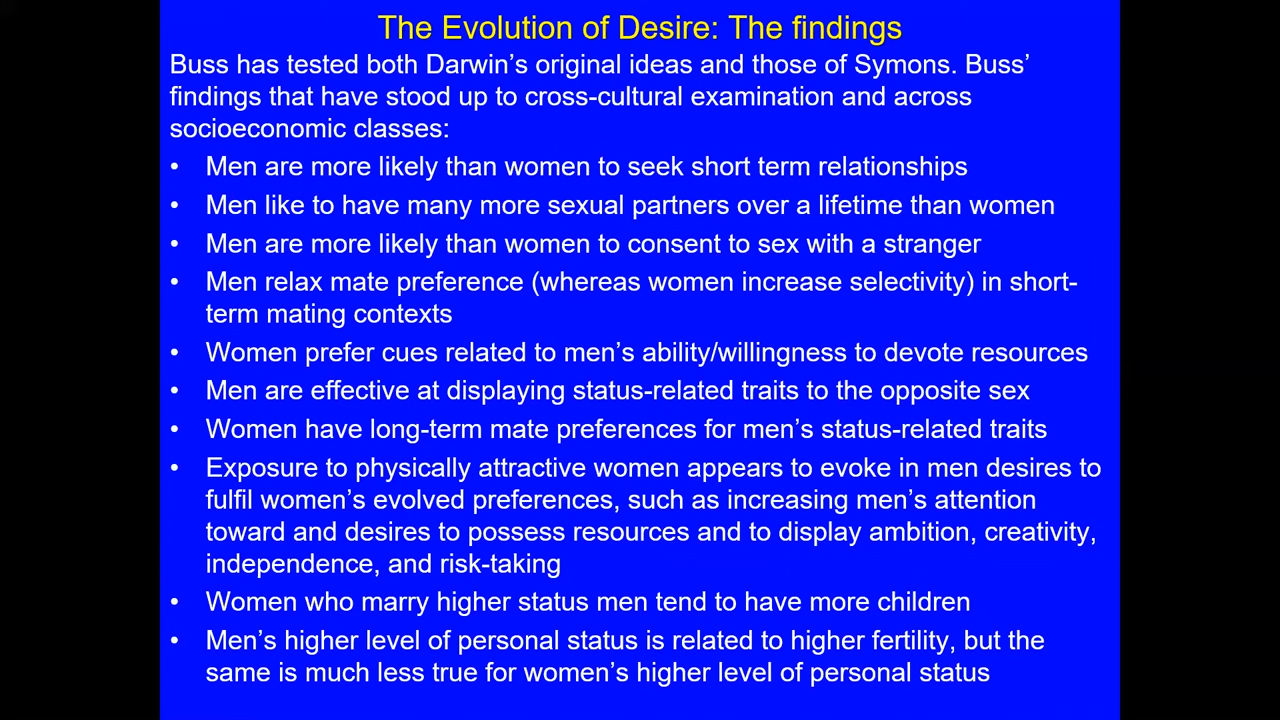 The Evolution of Desire: The findings
Buss has tested both Darwin’s original ideas and those of Symons. Buss’
findings that have stood up to cross-cultural examination and across
socioeconomic classes:
• Men are more likely than women to seek short term relationships
• Men like to have many more sexual partners over a lifetime than women
• Men are more likely than women to consent to sex with a stranger
• Men relax mate preference (whereas women increase selectivity) in short-
term mating contexts
• Women prefer cues related to men’s ability/willingness to devote resources
• Men are effective at displaying status-related traits to the opposite sex
• Women have long-term mate preferences for men’s status-related traits
• Exposure to physically attractive women appears to evoke in men desires to
fulfil women’s evolved preferences, such as increasing men’s attention
toward and desires to possess resources and to display ambition, creativity,
independence, and risk-taking
• Women who marry higher status men tend to have more children
• Men’s higher level of personal status is related to higher fertility, but the
same is much less true for women’s higher level of personal status